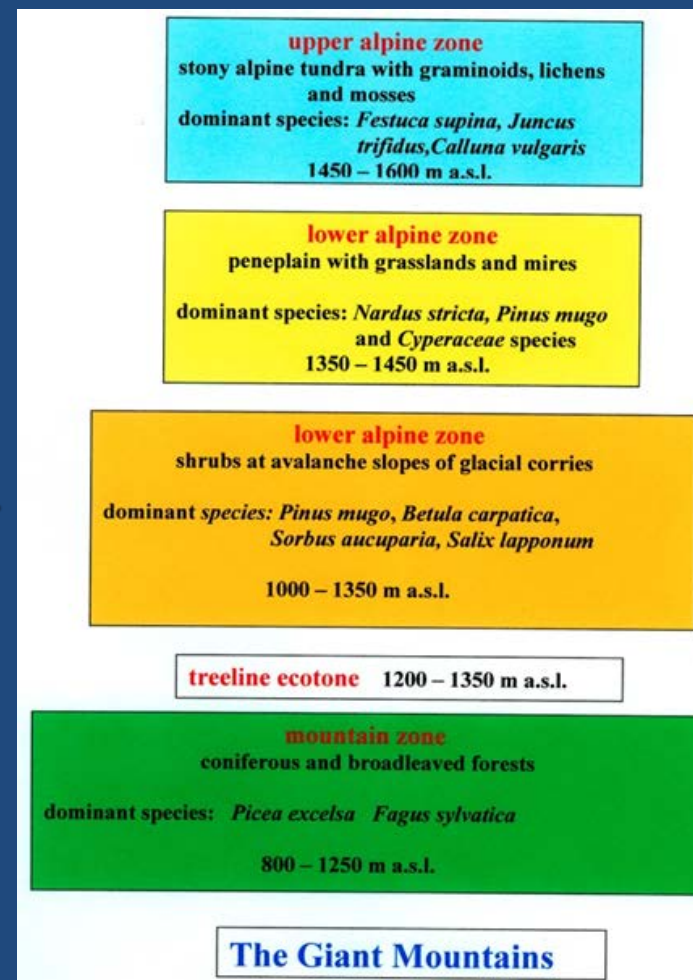 upper alpine zone
stony alpine tundra with graminoids, lichens
and mosses
dominant species: Festuca supina, Juncus
trifidus,Calluna vulgaris
1450 – 1600 m a.s.l.
lower alpine zone
peneplain with grasslands and mires
dominant species: Nardus stricta, Pinus mugo
and Cyperaceae species
1350 – 1450 m a.s.l.
lower alpine zone
shrubs at avalanche slopes of glacial corries
dominant species: Pinus mugo, Betula carpatica,
Sorbus aucuparia, Salix lapponum
1000 – 1350 m a.s.l.
treeline ecotone 1200 – 1350 m a.s.l.
mountain zone
coniferous and broadleaved forests
dominant species: Picea excelsa Fagus sylvatica
800 – 1250 m a.s.l.
The Giant Mountains